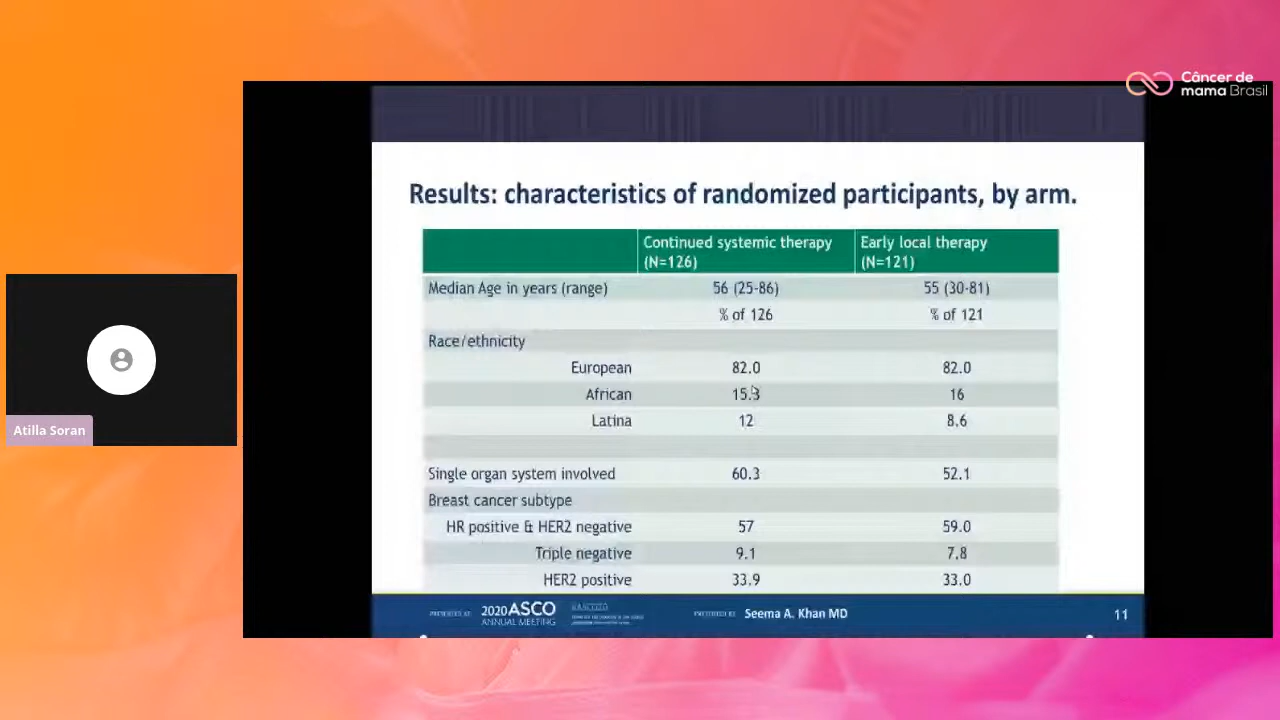 Câncer de
mama Brasil
Results: characteristics of randomized participants, by arm.
Continued systemic therapy (N=126) Early local therapy (N=121)
Median Age in years (range) 56 (25-86) 55 (30-81)
% of 126 % of 121
Race/ethnicity
European 82.0 82.0
African 15.3 16
Latina 12 8.6
Single organ system involved 60.3 52.1
Breast cancer subtype
HR positive & HER2 negative 57 59.0
Triple negative 9.1 7.8
HER2 positive 33.9 33.0
PRESENTED AT: 2020 ASCO
ANNUAL MEETING
#ASCO20
PRESENTED BY: Seema A. Khan MD
11
Atilla Soran